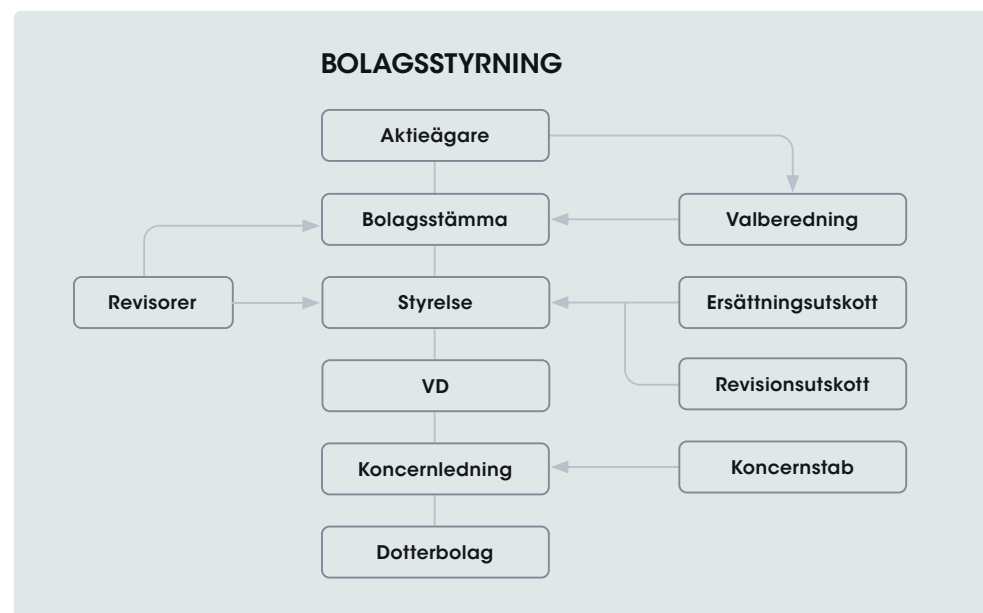 BOLAGSSTYRNING
Aktieägare
Bolagsstämma
Valberedning
Revisorer
Styrelse
Ersättningsutskott
VD
Revisionsutskott
Koncernledning
Koncernstab
Dotterbolag